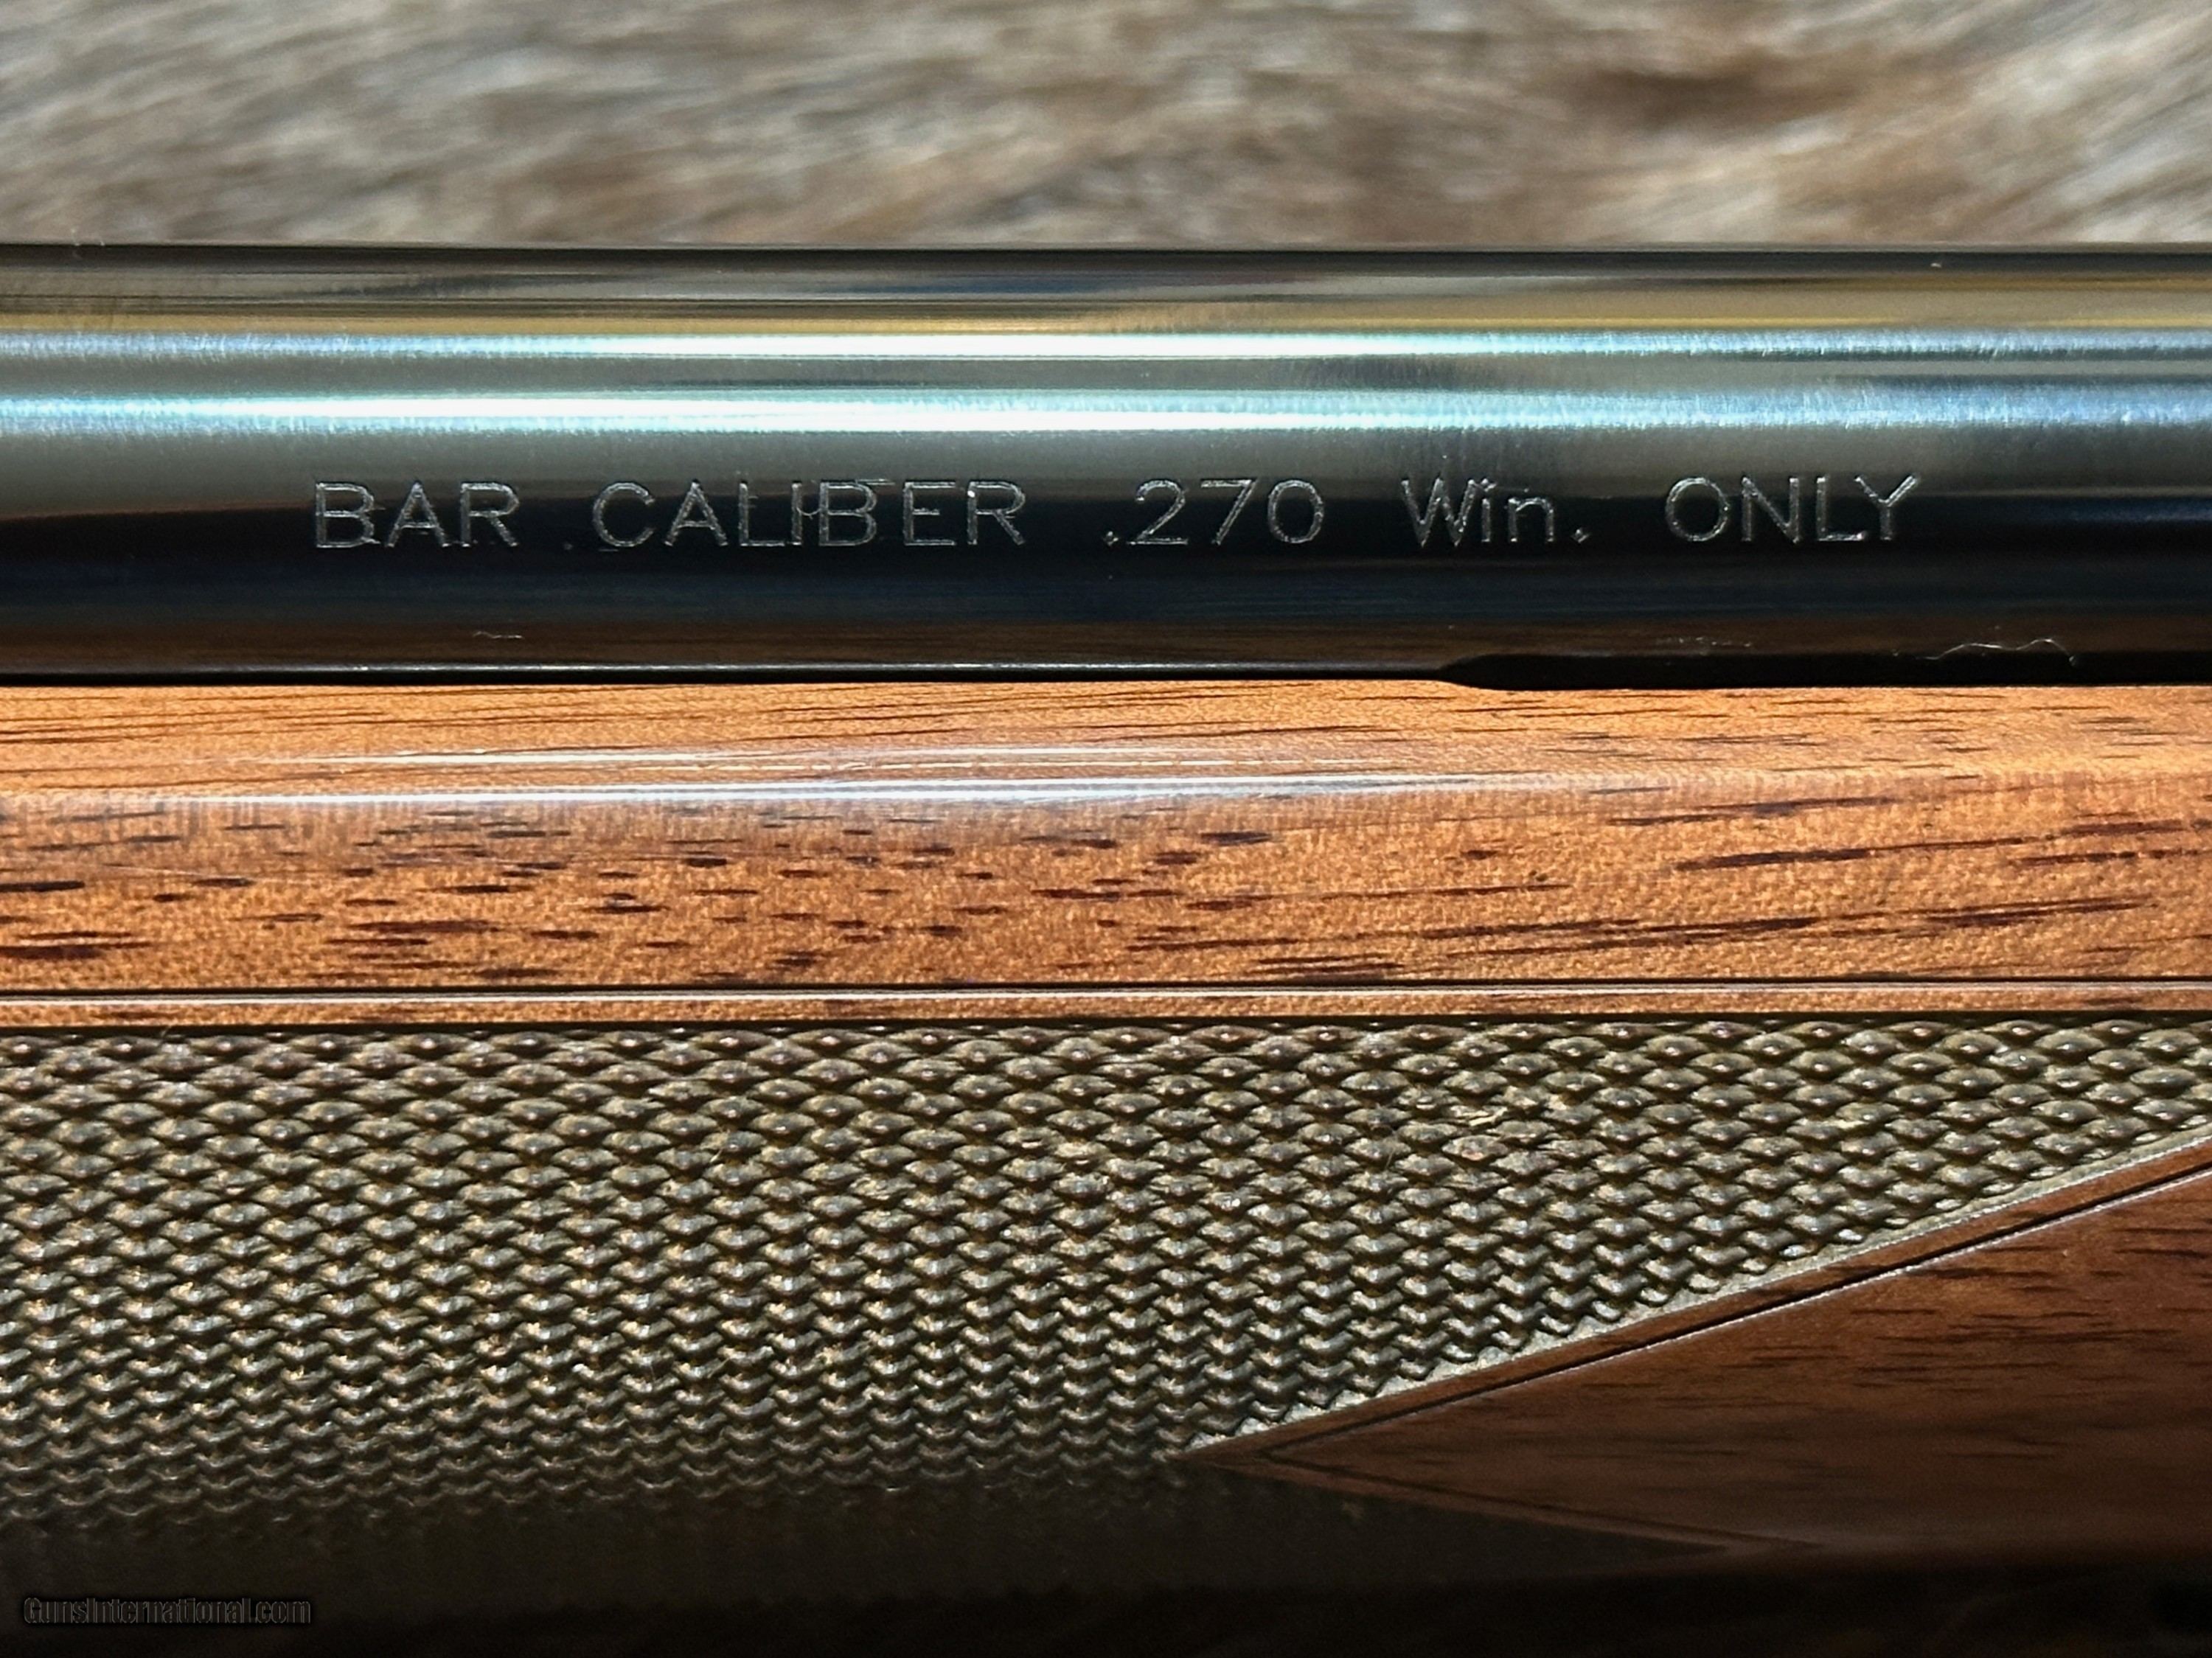 BAR CALIBER .270 Win. ONLY
GunsInternational.com